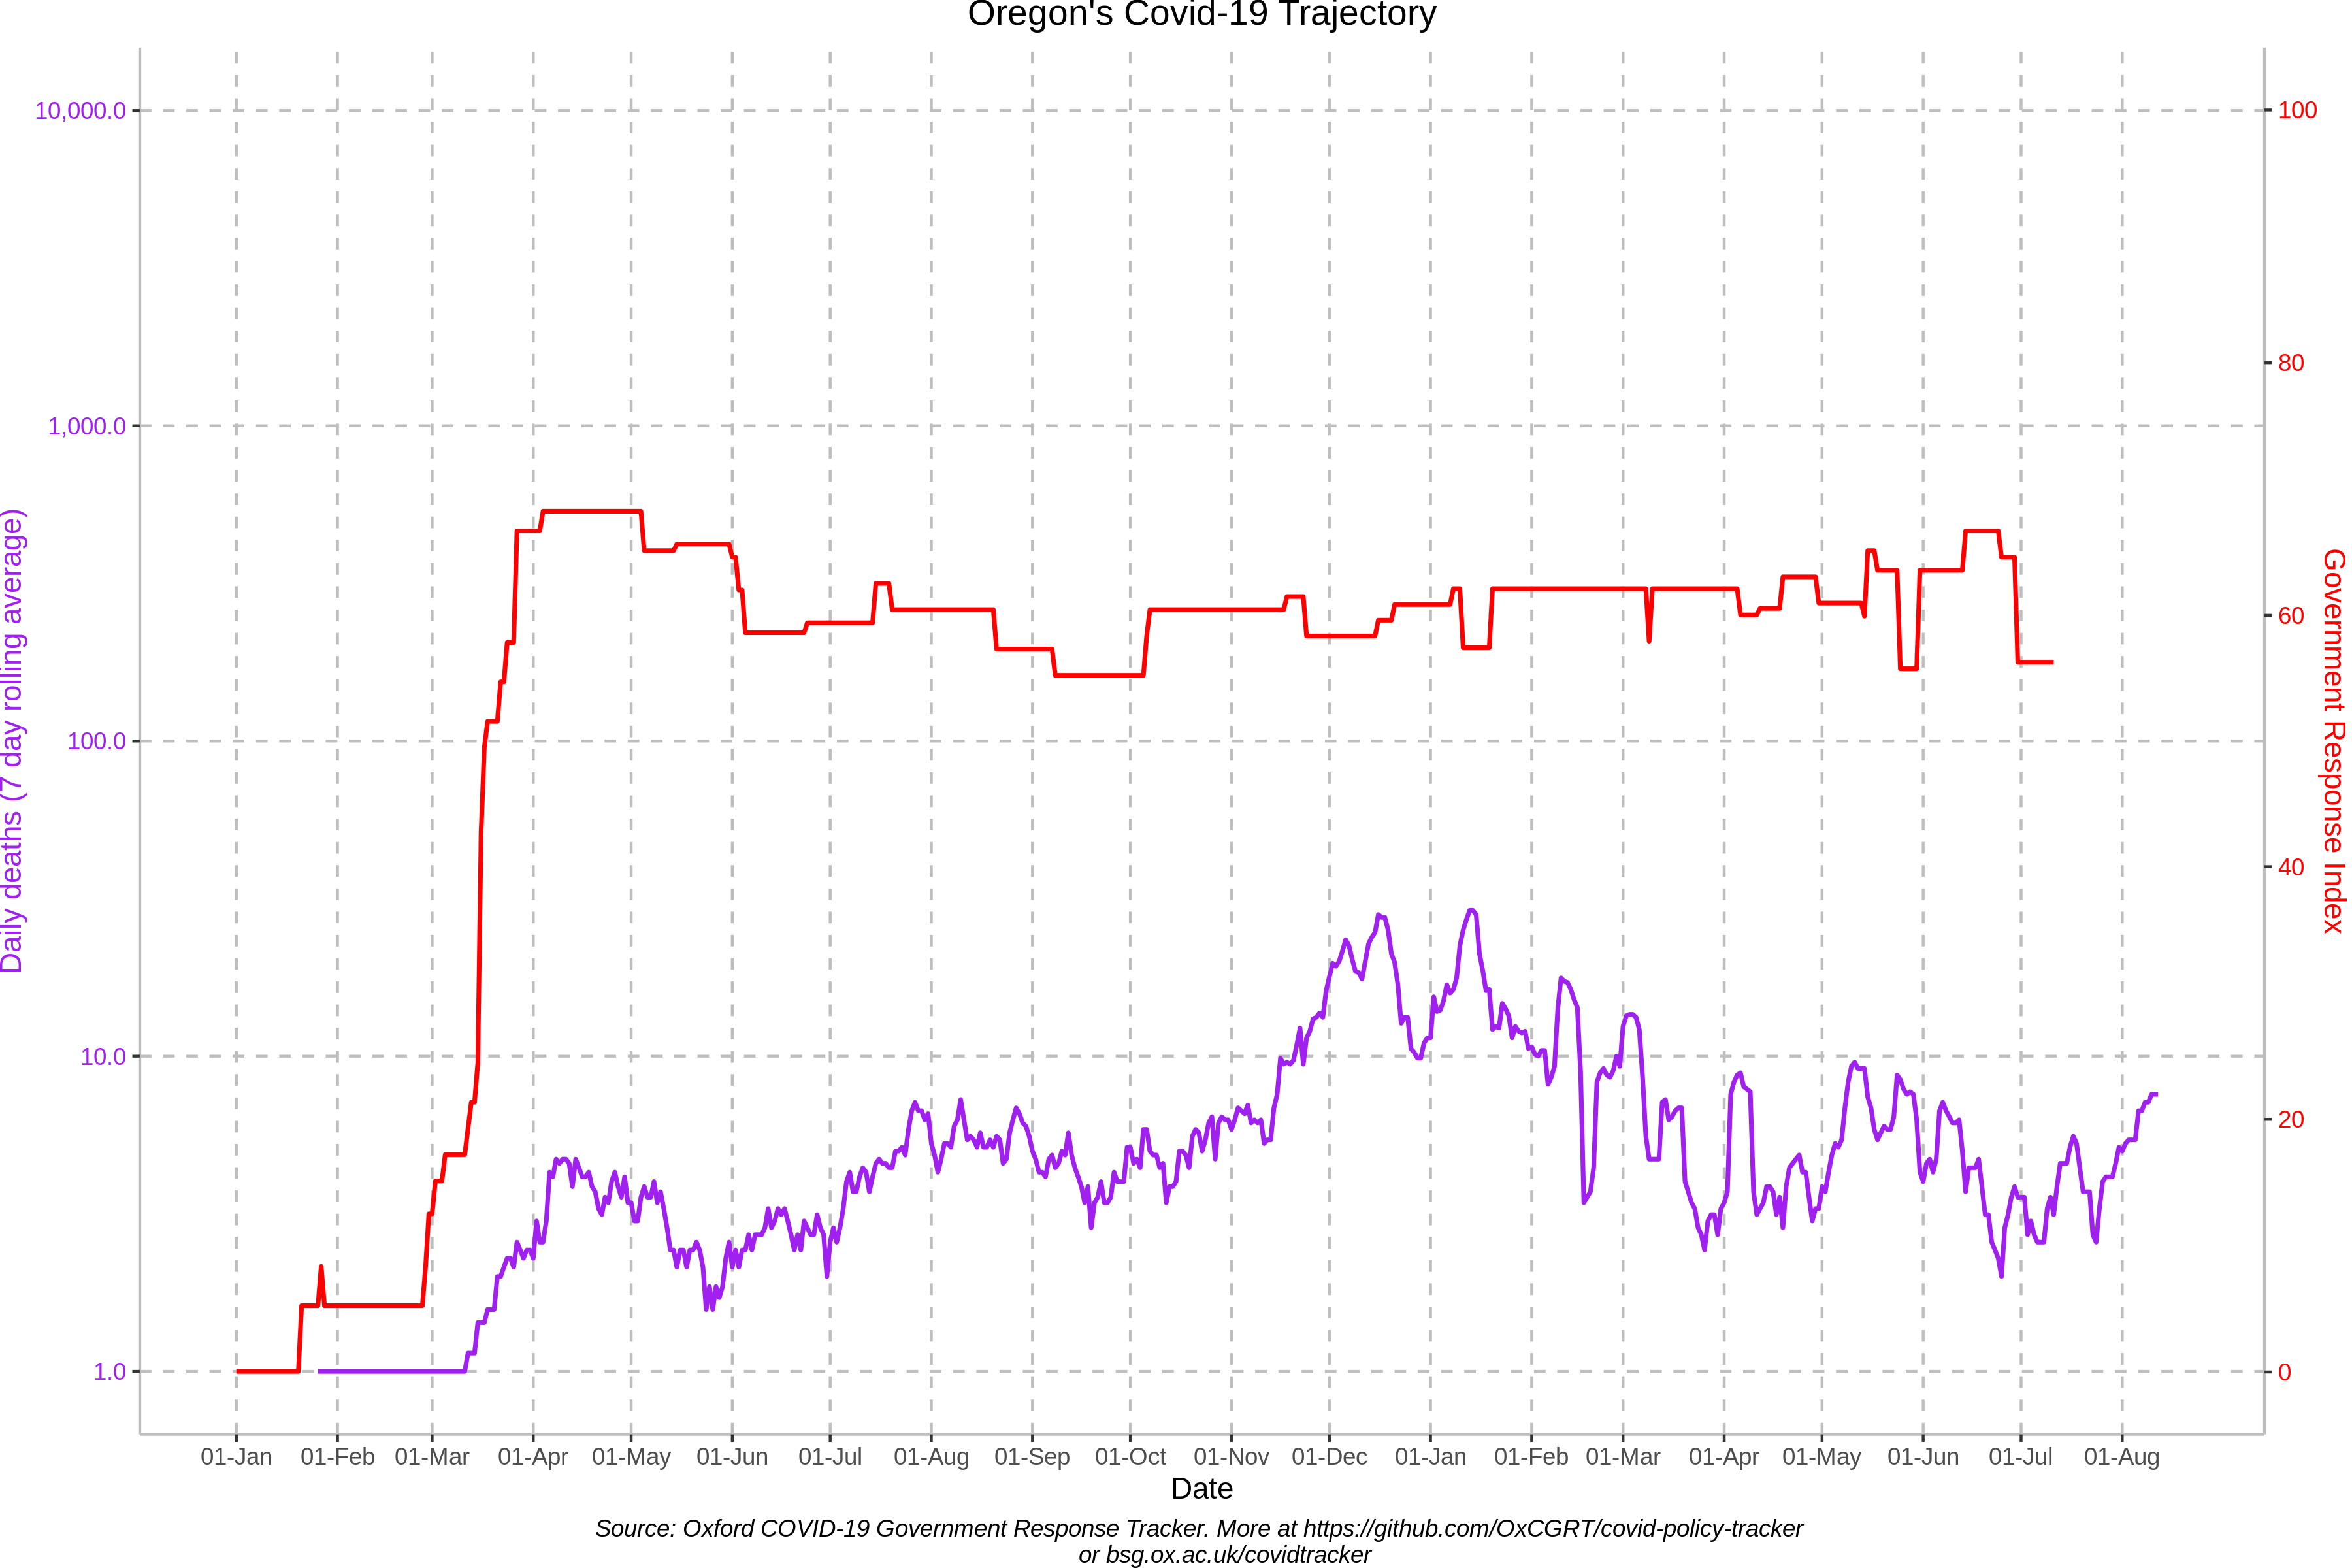 Oregon's Covid-19 Trajectory
10,000.0
1,000.0
100.0
10.0
1.0
Daily deaths (7 day rolling average)
100
80
60
40
20
0
Government Response Index
01-Jan 01-Feb 01-Mar 01-Apr 01-May 01-Jun 01-Jul 01-Aug 01-Sep 01-Oct 01-Nov 01-Dec 01-Jan 01-Feb 01-Mar 01-Apr 01-May 01-Jun 01-Jul 01-Aug
Date
Source: Oxford COVID-19 Government Response Tracker. More at https://github.com/OxCGRT/covid-policy-tracker
or bsg.ox.ac.uk/covidtracker